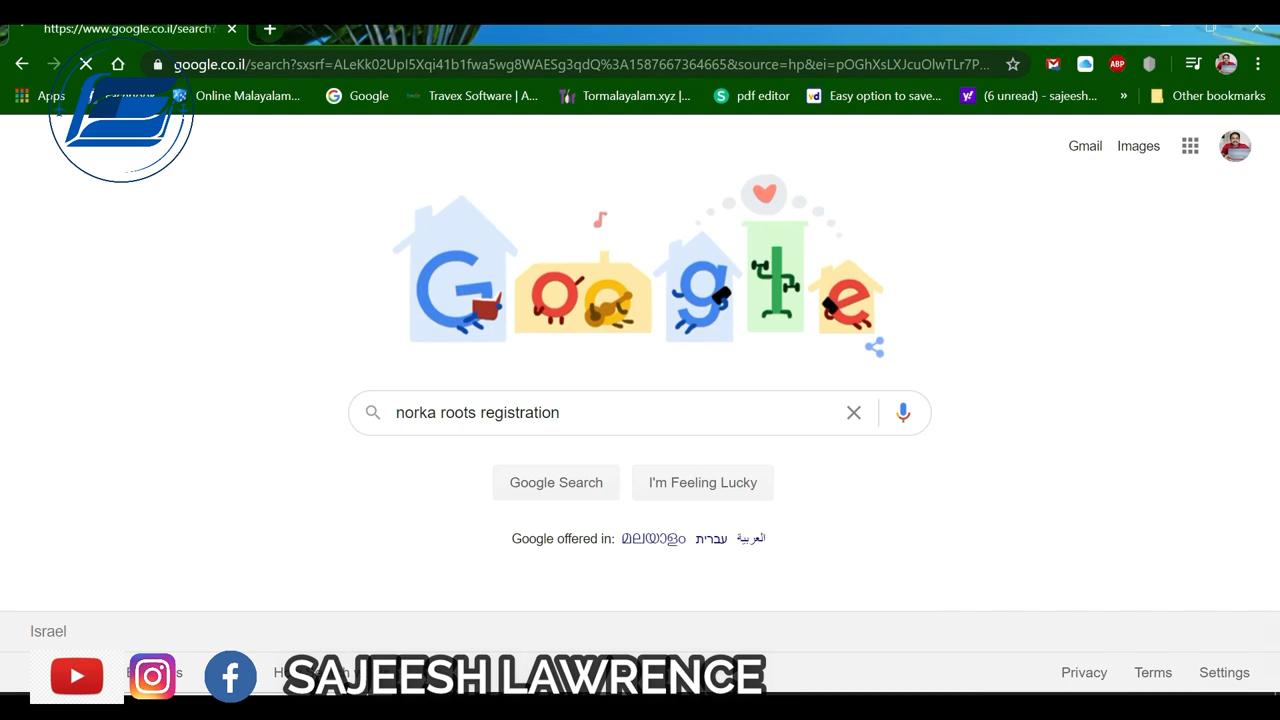 https://www.google.co.il/search?
google.co.il/search?sxsrf=ALeKk02UpI5Xqi41b1fwa5wg8WAESg3qdQ%3A1587667364665&source=hp&ei=pOGhXsLXJcuOlwTLr7P...
Apps Facebook Online Malayalam... Google Travex Software | A... Tormalayalam.xyz |... pdf editor Easy option to save... (6 unread) - sajeesh... » Other bookmarks
Gmail Images
Google
norka roots registration
Google Search I'm Feeling Lucky
Google offered in: മലയാളം עברית العربية
Israel
SAJEESH LAWRENCE
Privacy Terms Settings